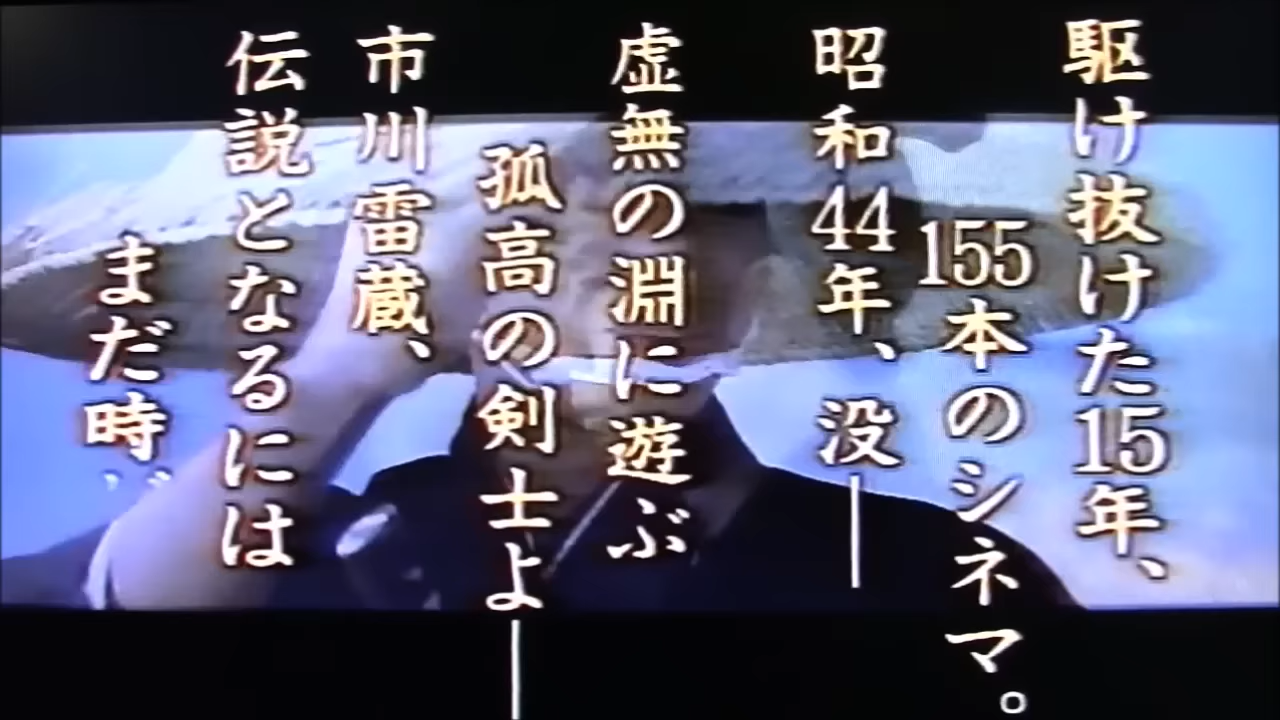 駆け抜けた15年、
155本のシネマ。
昭和44年、没──
虚無の淵に遊ぶ
孤高の剣士よ──
市川雷蔵、
伝説となるには
まだ時